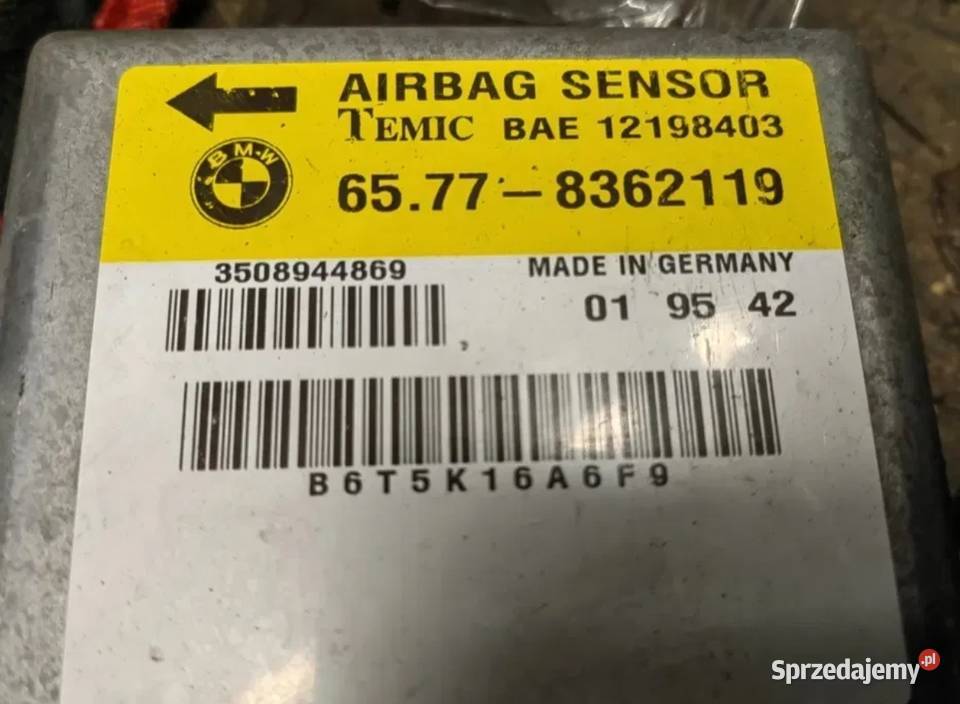 AIRBAG SENSOR
TEMIC BAE 12198403
BMW
65.77-8362119
3508944869
MADE IN GERMANY
01 95 42
B6T5K16A6F9
Sprzedajemy.pl